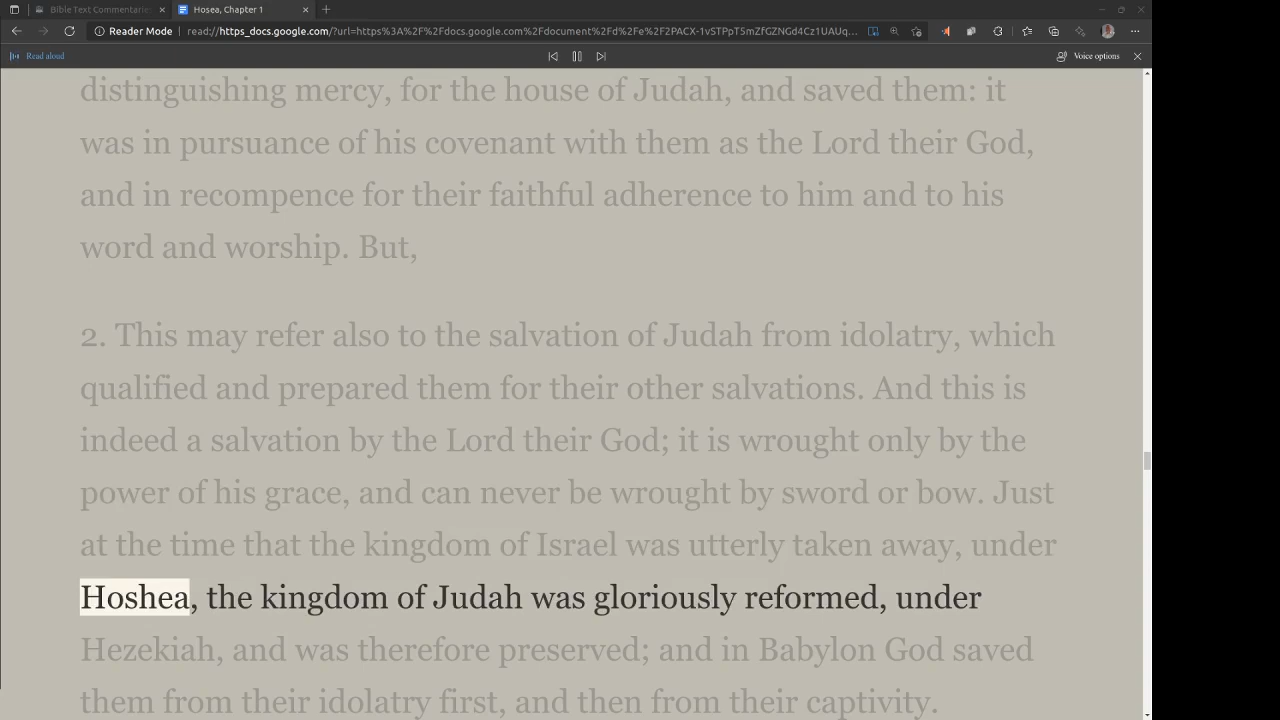 Bible Text Commentarie
Hosea, Chapter 1
Reader Mode
read://https_docs.google.com/?url=https%3A%2F%2Fdocs.google.com%2Fdocument%2Fd%2Fe%2F2PACX-1vSTPpT5mZfGZNGd4Cz1UAUq...
Read aloud
Voice options
distinguishing mercy, for the house of Judah, and saved them: it
was in pursuance of his covenant with them as the Lord their God,
and in recompence for their faithful adherence to him and to his
word and worship. But,
2. This may refer also to the salvation of Judah from idolatry, which
qualified and prepared them for their other salvations. And this is
indeed a salvation by the Lord their God; it is wrought only by the
power of his grace, and can never be wrought by sword or bow. Just
at the time that the kingdom of Israel was utterly taken away, under
Hoshea, the kingdom of Judah was gloriously reformed, under
Hezekiah, and was therefore preserved; and in Babylon God saved
them from their idolatry first, and then from their captivity.